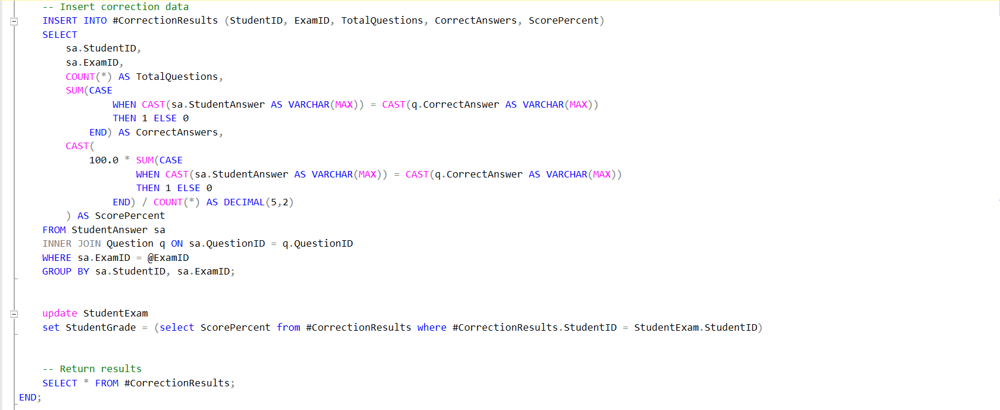 -- Insert correction data
INSERT INTO #CorrectionResults (StudentID, ExamID, TotalQuestions, CorrectAnswers, ScorePercent)
SELECT
sa.StudentID,
sa.ExamID,
COUNT(*) AS TotalQuestions,
SUM(CASE
WHEN CAST(sa.StudentAnswer AS VARCHAR(MAX)) = CAST(q.CorrectAnswer AS VARCHAR(MAX))
THEN 1 ELSE 0
END) AS CorrectAnswers,
CAST(
100.0 * SUM(CASE
WHEN CAST(sa.StudentAnswer AS VARCHAR(MAX)) = CAST(q.CorrectAnswer AS VARCHAR(MAX))
THEN 1 ELSE 0
END) / COUNT(*) AS DECIMAL(5,2)
) AS ScorePercent
FROM StudentAnswer sa
INNER JOIN Question q ON sa.QuestionID = q.QuestionID
WHERE sa.ExamID = @ExamID
GROUP BY sa.StudentID, sa.ExamID;
update StudentExam
set StudentGrade = (select ScorePercent from #CorrectionResults where #CorrectionResults.StudentID = StudentExam.StudentID)
-- Return results
SELECT * FROM #CorrectionResults;
END;